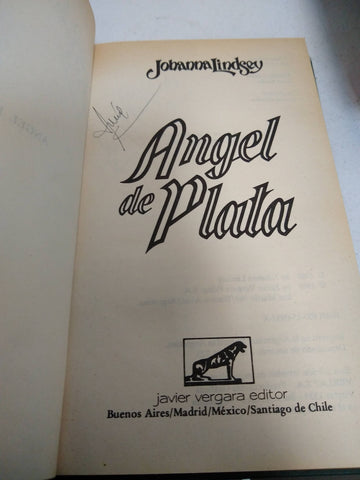 Johanna Lindsey
Angel
de Plata
javier vergara editor
Buenos Aires/Madrid/México/Santiago de Chile